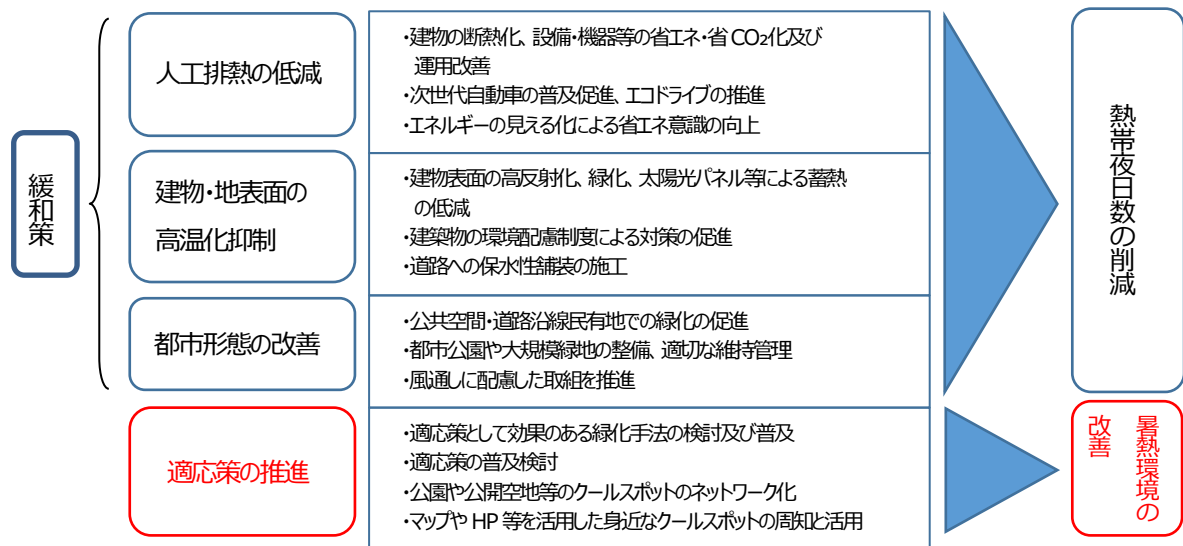 緩和策
人工排熱の低減
・建物の断熱化、設備・機器等の省エネ・省CO₂化及び
運用改善
・次世代自動車の普及促進、エコドライブの推進
・エネルギーの見える化による省エネ意識の向上
建物・地表面の
高温化抑制
・建物表面の高反射化、緑化、太陽光パネル等による蓄熱
の低減
・建築物の環境配慮制度による対策の促進
・道路への保水性舗装の施工
都市形態の改善
・公共空間・道路沿線民有地での緑化の促進
・都市公園や大規模緑地の整備、適切な維持管理
・風通しに配慮した取組を推進
熱帯夜日数の削減
適応策の推進
・適応策として効果のある緑化手法の検討及び普及
・適応策の普及検討
・公園や公開空地等のクールスポットのネットワーク化
・マップや HP 等を活用した身近なクールスポットの周知と活用
暑熱環境の
改善